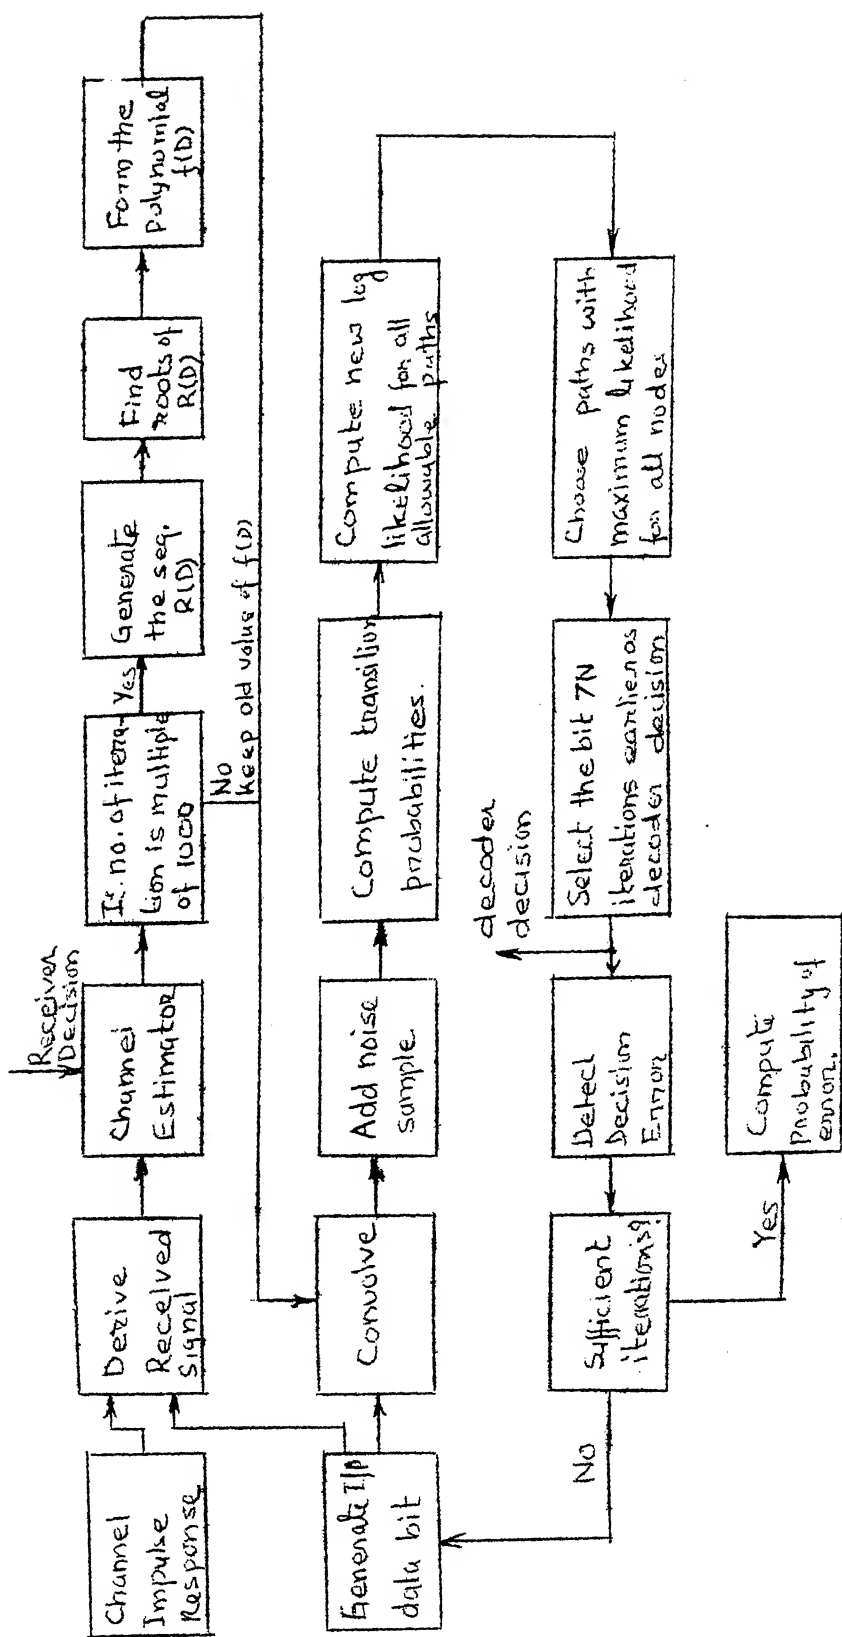 Channel
Impulse
Response
Derive
Received
Signal
Receiver
Decision
Channel
Estimator
If no. of itera-
tion is multiple
of 1000
Yes
No
Keep old value of f(D)
Generate
the seq.
R(D)
Find
roots of
R(D)
Form the
polynomial
f(D)
Generate I/P
data bit
Convolve
Add noise
sample
Compute transition
probabilities.
Compute new log
likelihood for all
allowable paths
Choose paths with
maximum likelihood
for all nodes
Select the bit 7N
iterations earlier as
decoder decision
decoder
decision
Detect
Decision
Error
Sufficient
iterations?
No
Yes
Compute
Probability of
error.